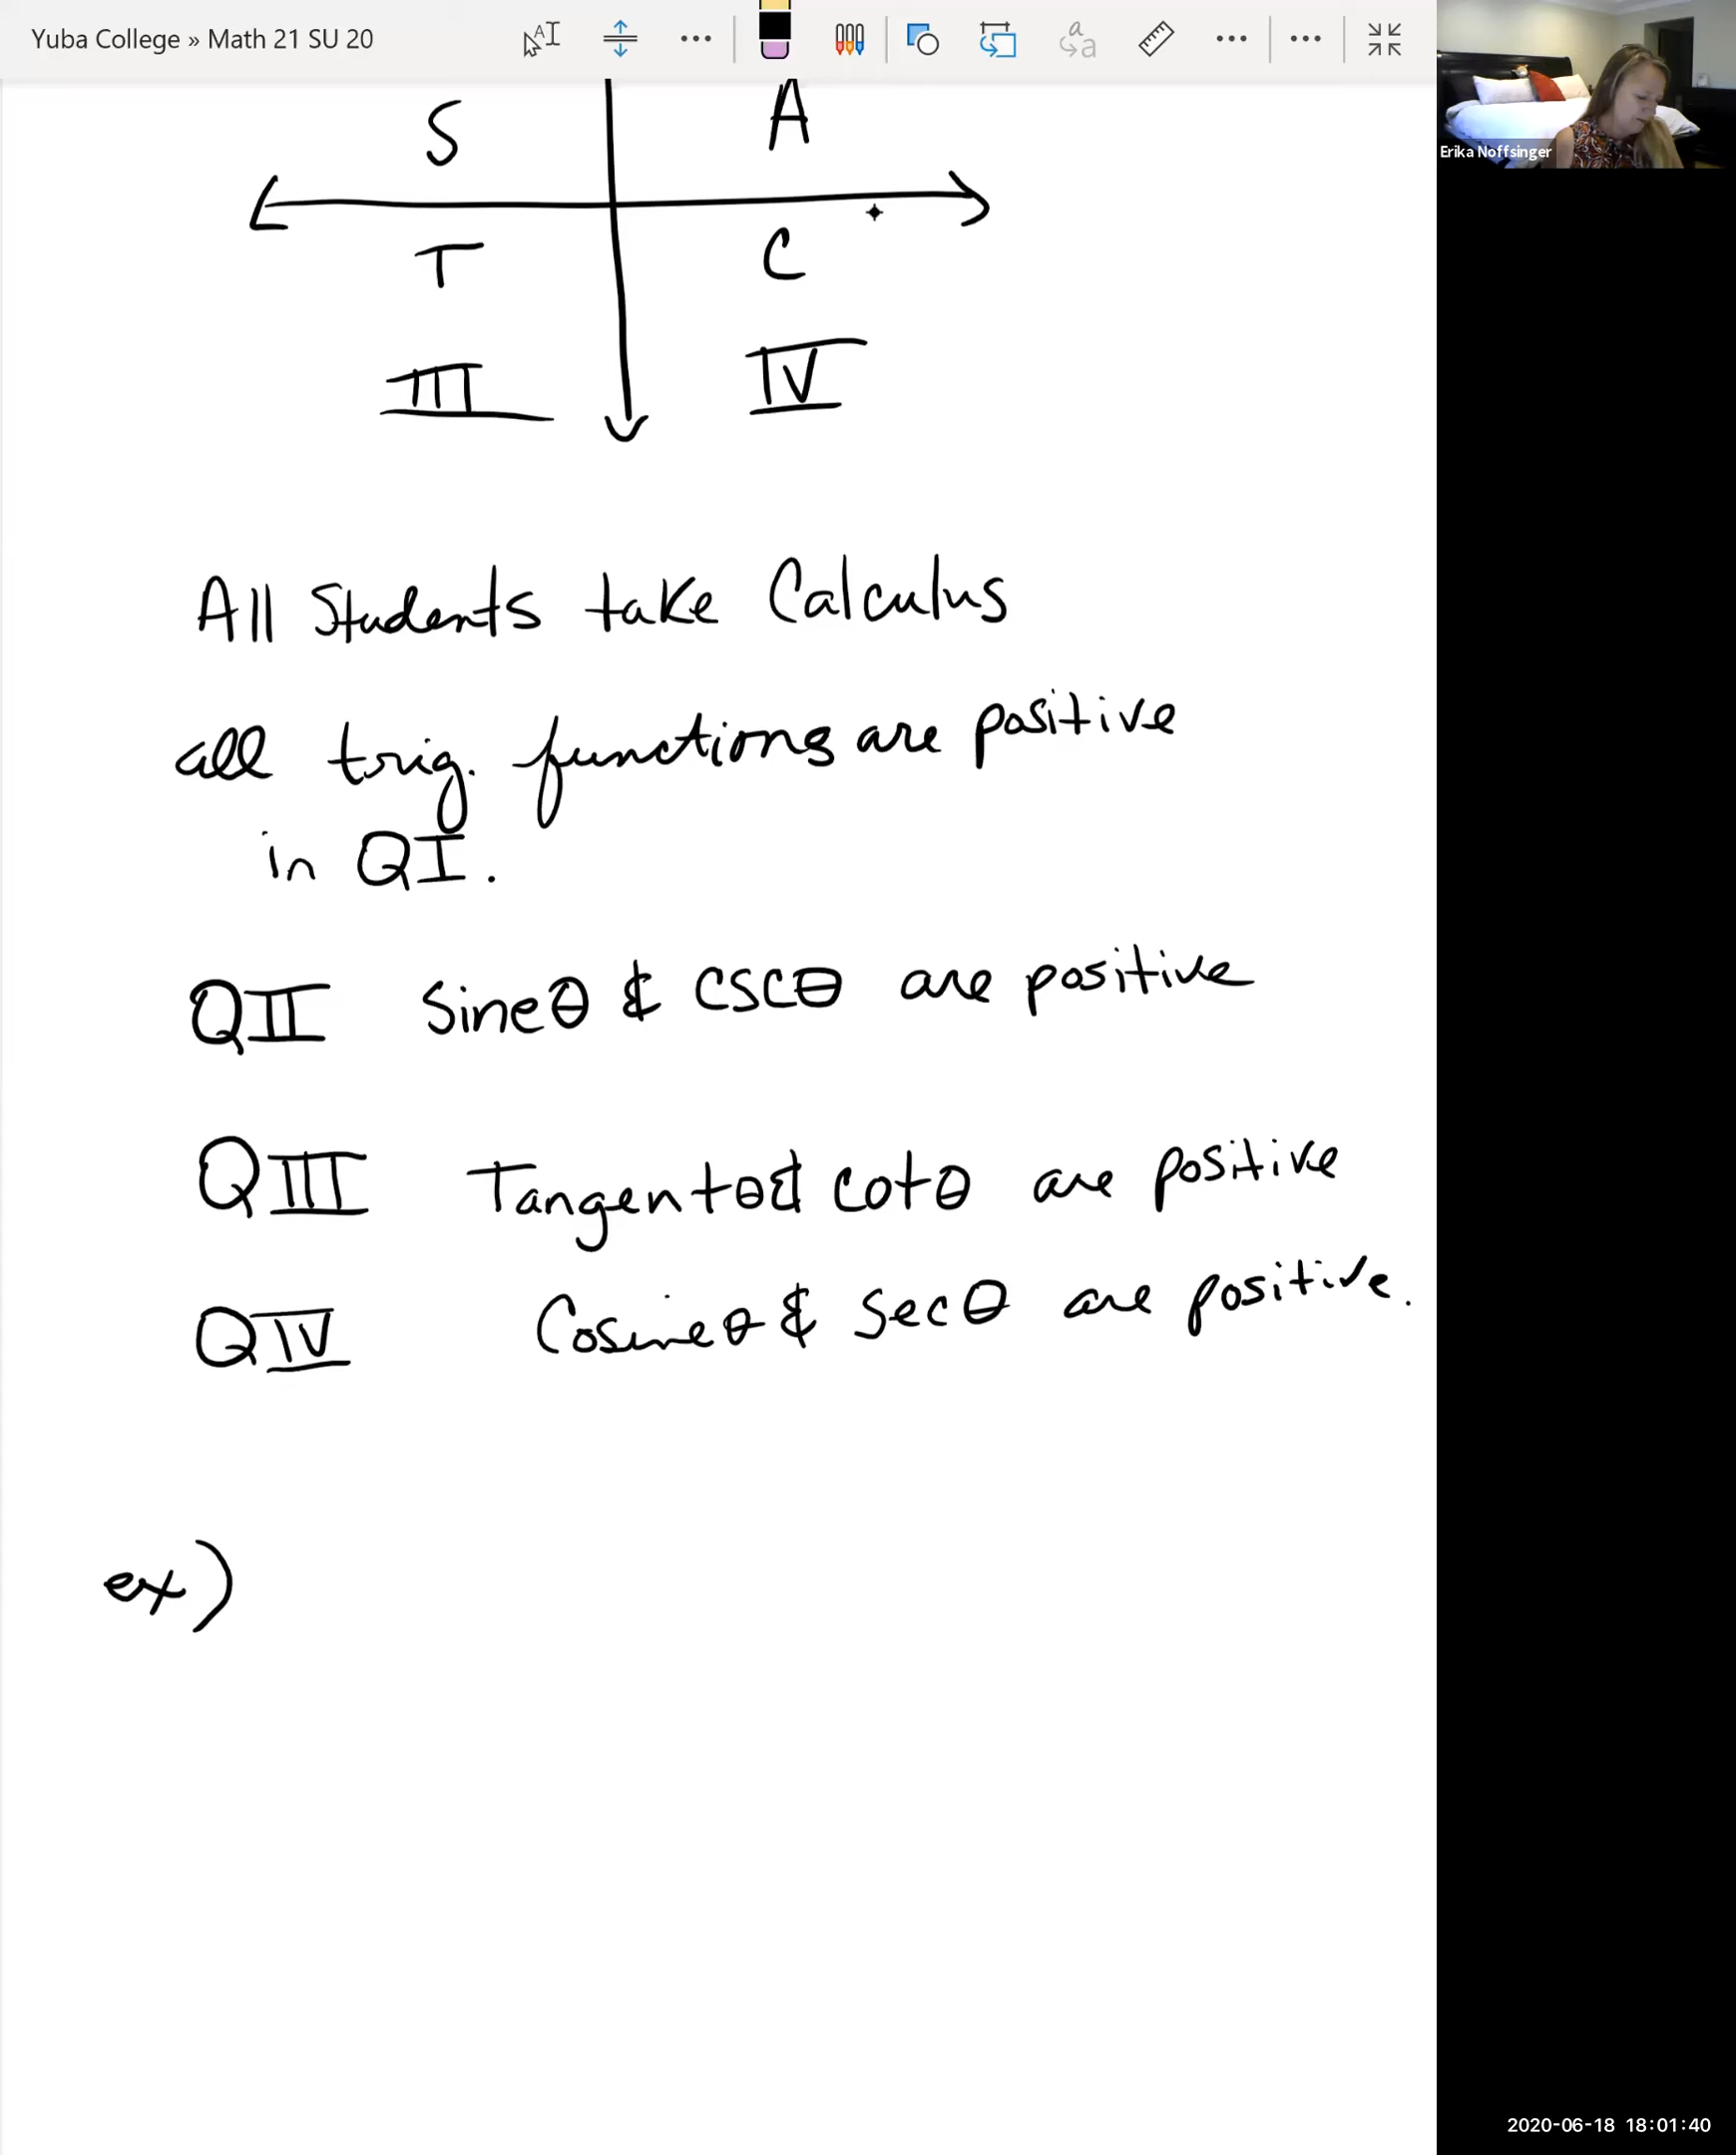 Yuba College » Math 21 SU 20
Erika Noffsinger
S A
T C
III IV
All Students take Calculus
all trig. functions are positive
in QI.
QII Sineθ & cscθ are positive
QIII Tangentθ & cotθ are positive
QIV Cosineθ & secθ are positive.
ex)
2020-06-18 18:01:40